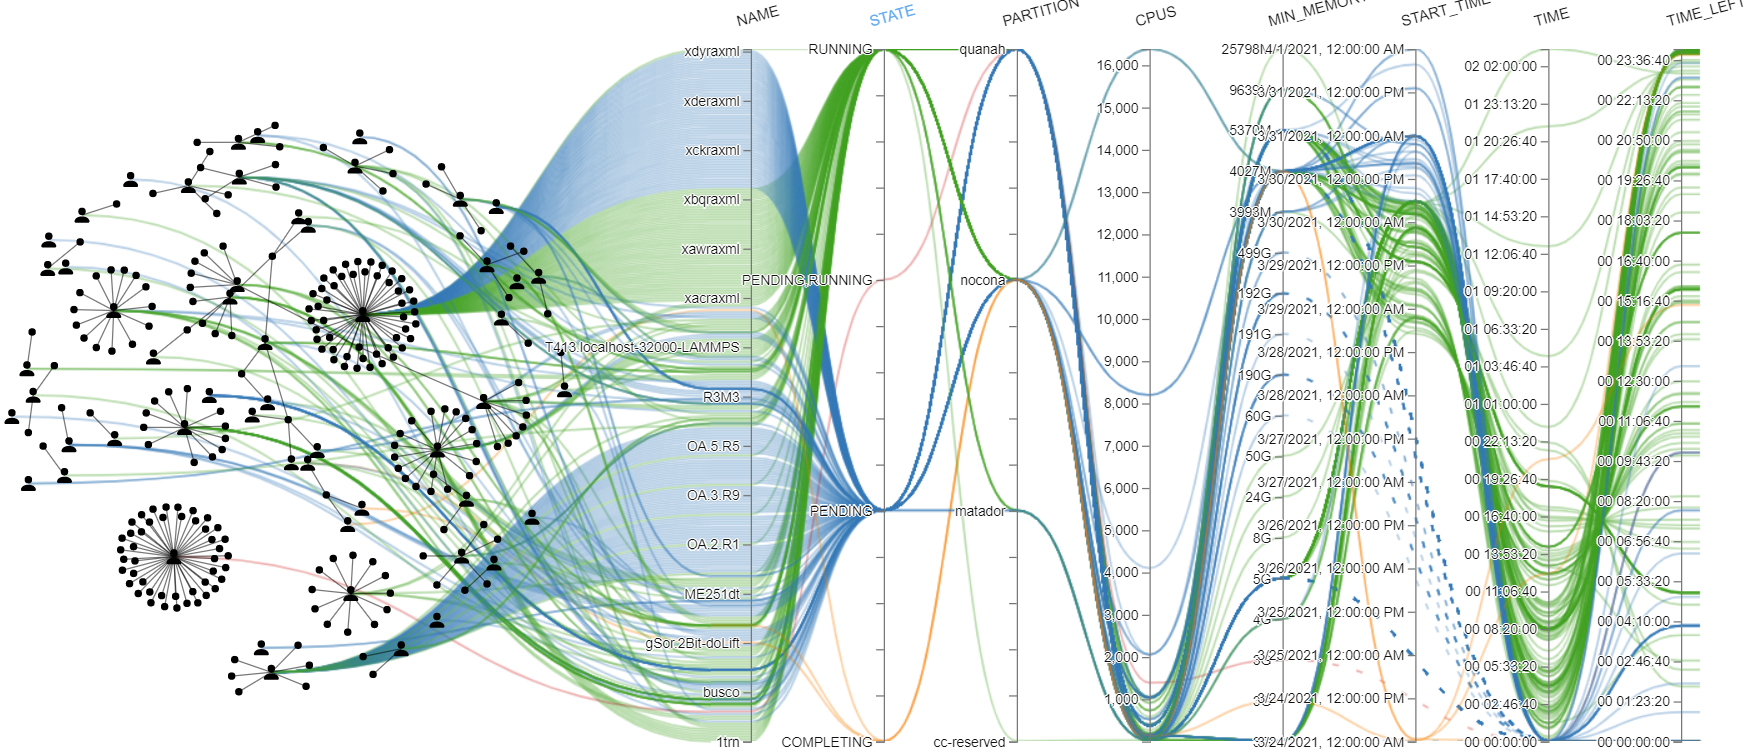 NAME
STATE
PARTITION
CPUS
MIN_MEMORY
START_TIME
TIME
TIME_LEFT
xdyraxml
xderaxml
xckraxml
xbqraxml
xawraxml
xacraxml
T413.localhost-32000-LAMMPS
R3M3
OA.5.R5
OA.3.R9
OA.2.R1
ME251dt
gSor.2Bit-doLift
busco
1trn
RUNNING
PENDING,RUNNING
PENDING
COMPLETING
quanah
nocona
matador
cc-reserved
16,000
15,000
14,000
13,000
12,000
11,000
10,000
9,000
8,000
7,000
6,000
5,000
4,000
3,000
2,000
1,000
25798M
5370M
4027M
3993M
499G
192G
191G
190G
60G
50G
24G
8G
5G
4G
3G
4/1/2021, 12:00:00 AM
3/31/2021, 12:00:00 PM
3/31/2021, 12:00:00 AM
3/30/2021, 12:00:00 PM
3/30/2021, 12:00:00 AM
3/29/2021, 12:00:00 PM
3/29/2021, 12:00:00 AM
3/28/2021, 12:00:00 PM
3/28/2021, 12:00:00 AM
3/27/2021, 12:00:00 PM
3/27/2021, 12:00:00 AM
3/26/2021, 12:00:00 PM
3/26/2021, 12:00:00 AM
3/25/2021, 12:00:00 PM
3/25/2021, 12:00:00 AM
3/24/2021, 12:00:00 PM
3/24/2021, 12:00:00 AM
02 02:00:00
01 23:13:20
01 20:26:40
01 17:40:00
01 14:53:20
01 12:06:40
01 09:20:00
01 06:33:20
01 03:46:40
01 01:00:00
00 22:13:20
00 19:26:40
00 16:40:00
00 13:53:20
00 11:06:40
00 08:20:00
00 05:33:20
00 02:46:40
00 00:00:00
00 23:36:40
00 22:13:20
00 20:50:00
00 19:26:40
00 18:03:20
00 16:40:00
00 15:16:40
00 13:53:20
00 12:30:00
00 11:06:40
00 09:43:20
00 08:20:00
00 06:56:40
00 05:33:20
00 04:10:00
00 02:46:40
00 01:23:20
00 00:00:00